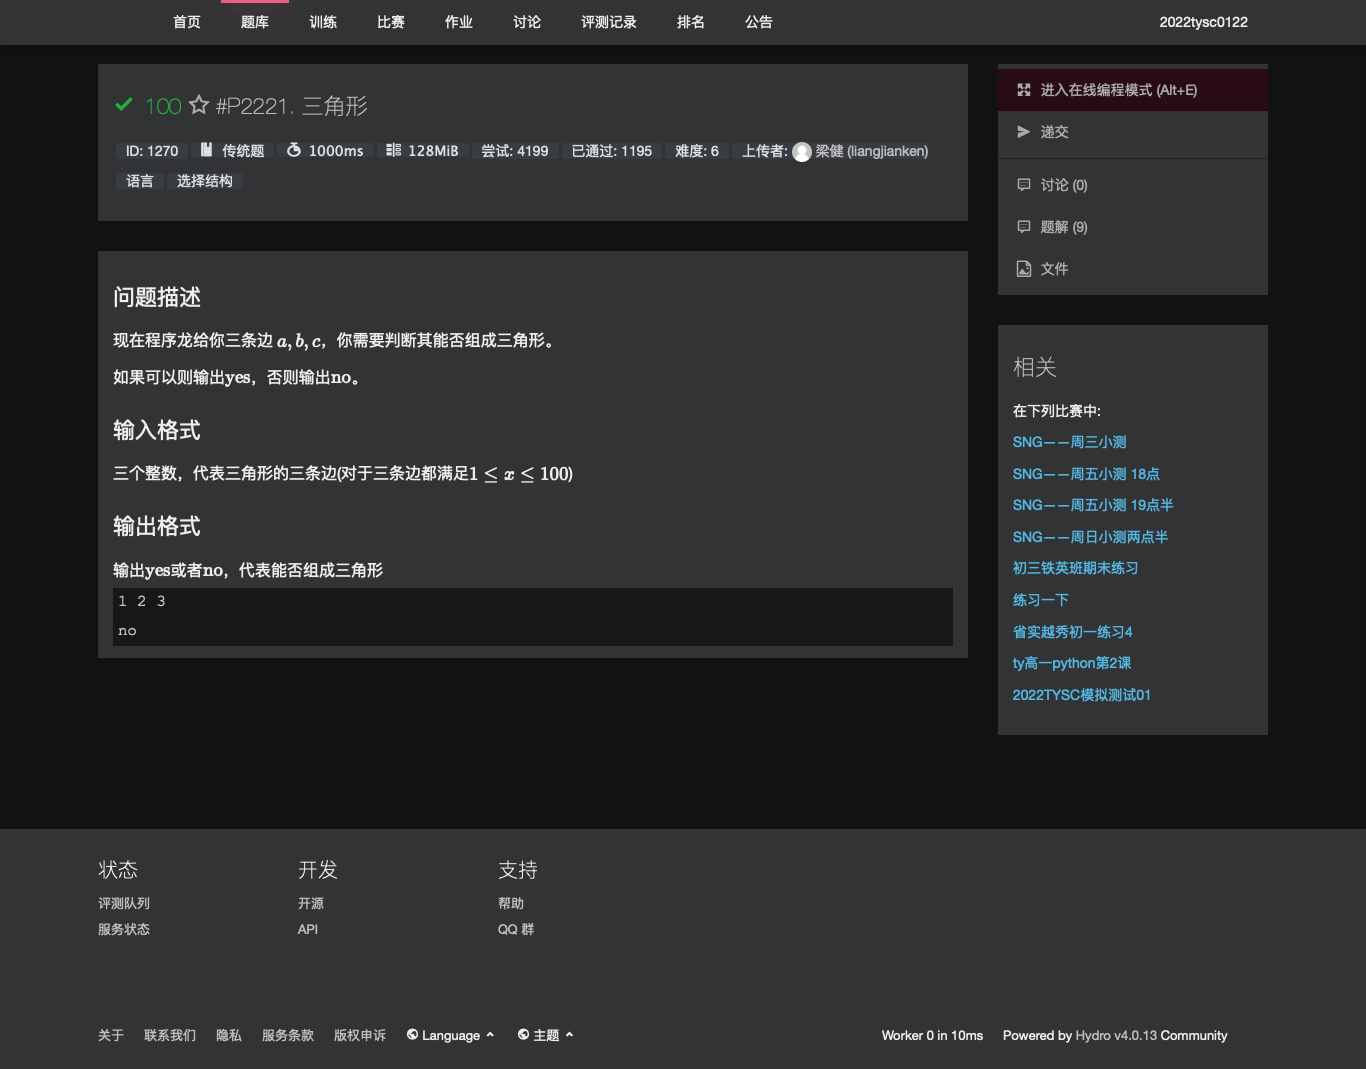 首页 题库 训练 比赛 作业 讨论 评测记录 排名 公告 2022tysc0122
100 #P2221. 三角形
ID: 1270 传统题 1000ms 128MiB 尝试: 4199 已通过: 1195 难度: 6 上传者: 梁健 (liangjianken)
语言 选择结构
问题描述
现在程序龙给你三条边 a, b, c，你需要判断其能否组成三角形。
如果可以则输出yes，否则输出no。
输入格式
三个整数，代表三角形的三条边(对于三条边都满足1 ≤ x ≤ 100)
输出格式
输出yes或者no，代表能否组成三角形
1 2 3
no
进入在线编程模式 (Alt+E)
递交
讨论 (0)
题解 (9)
文件
相关
在下列比赛中:
SNG——周三小测
SNG——周五小测 18点
SNG——周五小测 19点半
SNG——周日小测两点半
初三铁英班期末练习
练习一下
省实越秀初一练习4
ty高一python第2课
2022TYSC模拟测试01
状态 开发 支持
评测队列 开源 帮助
服务状态 API QQ 群
关于 联系我们 隐私 服务条款 版权申诉 Language 主题 Worker 0 in 10ms Powered by Hydro v4.0.13 Community